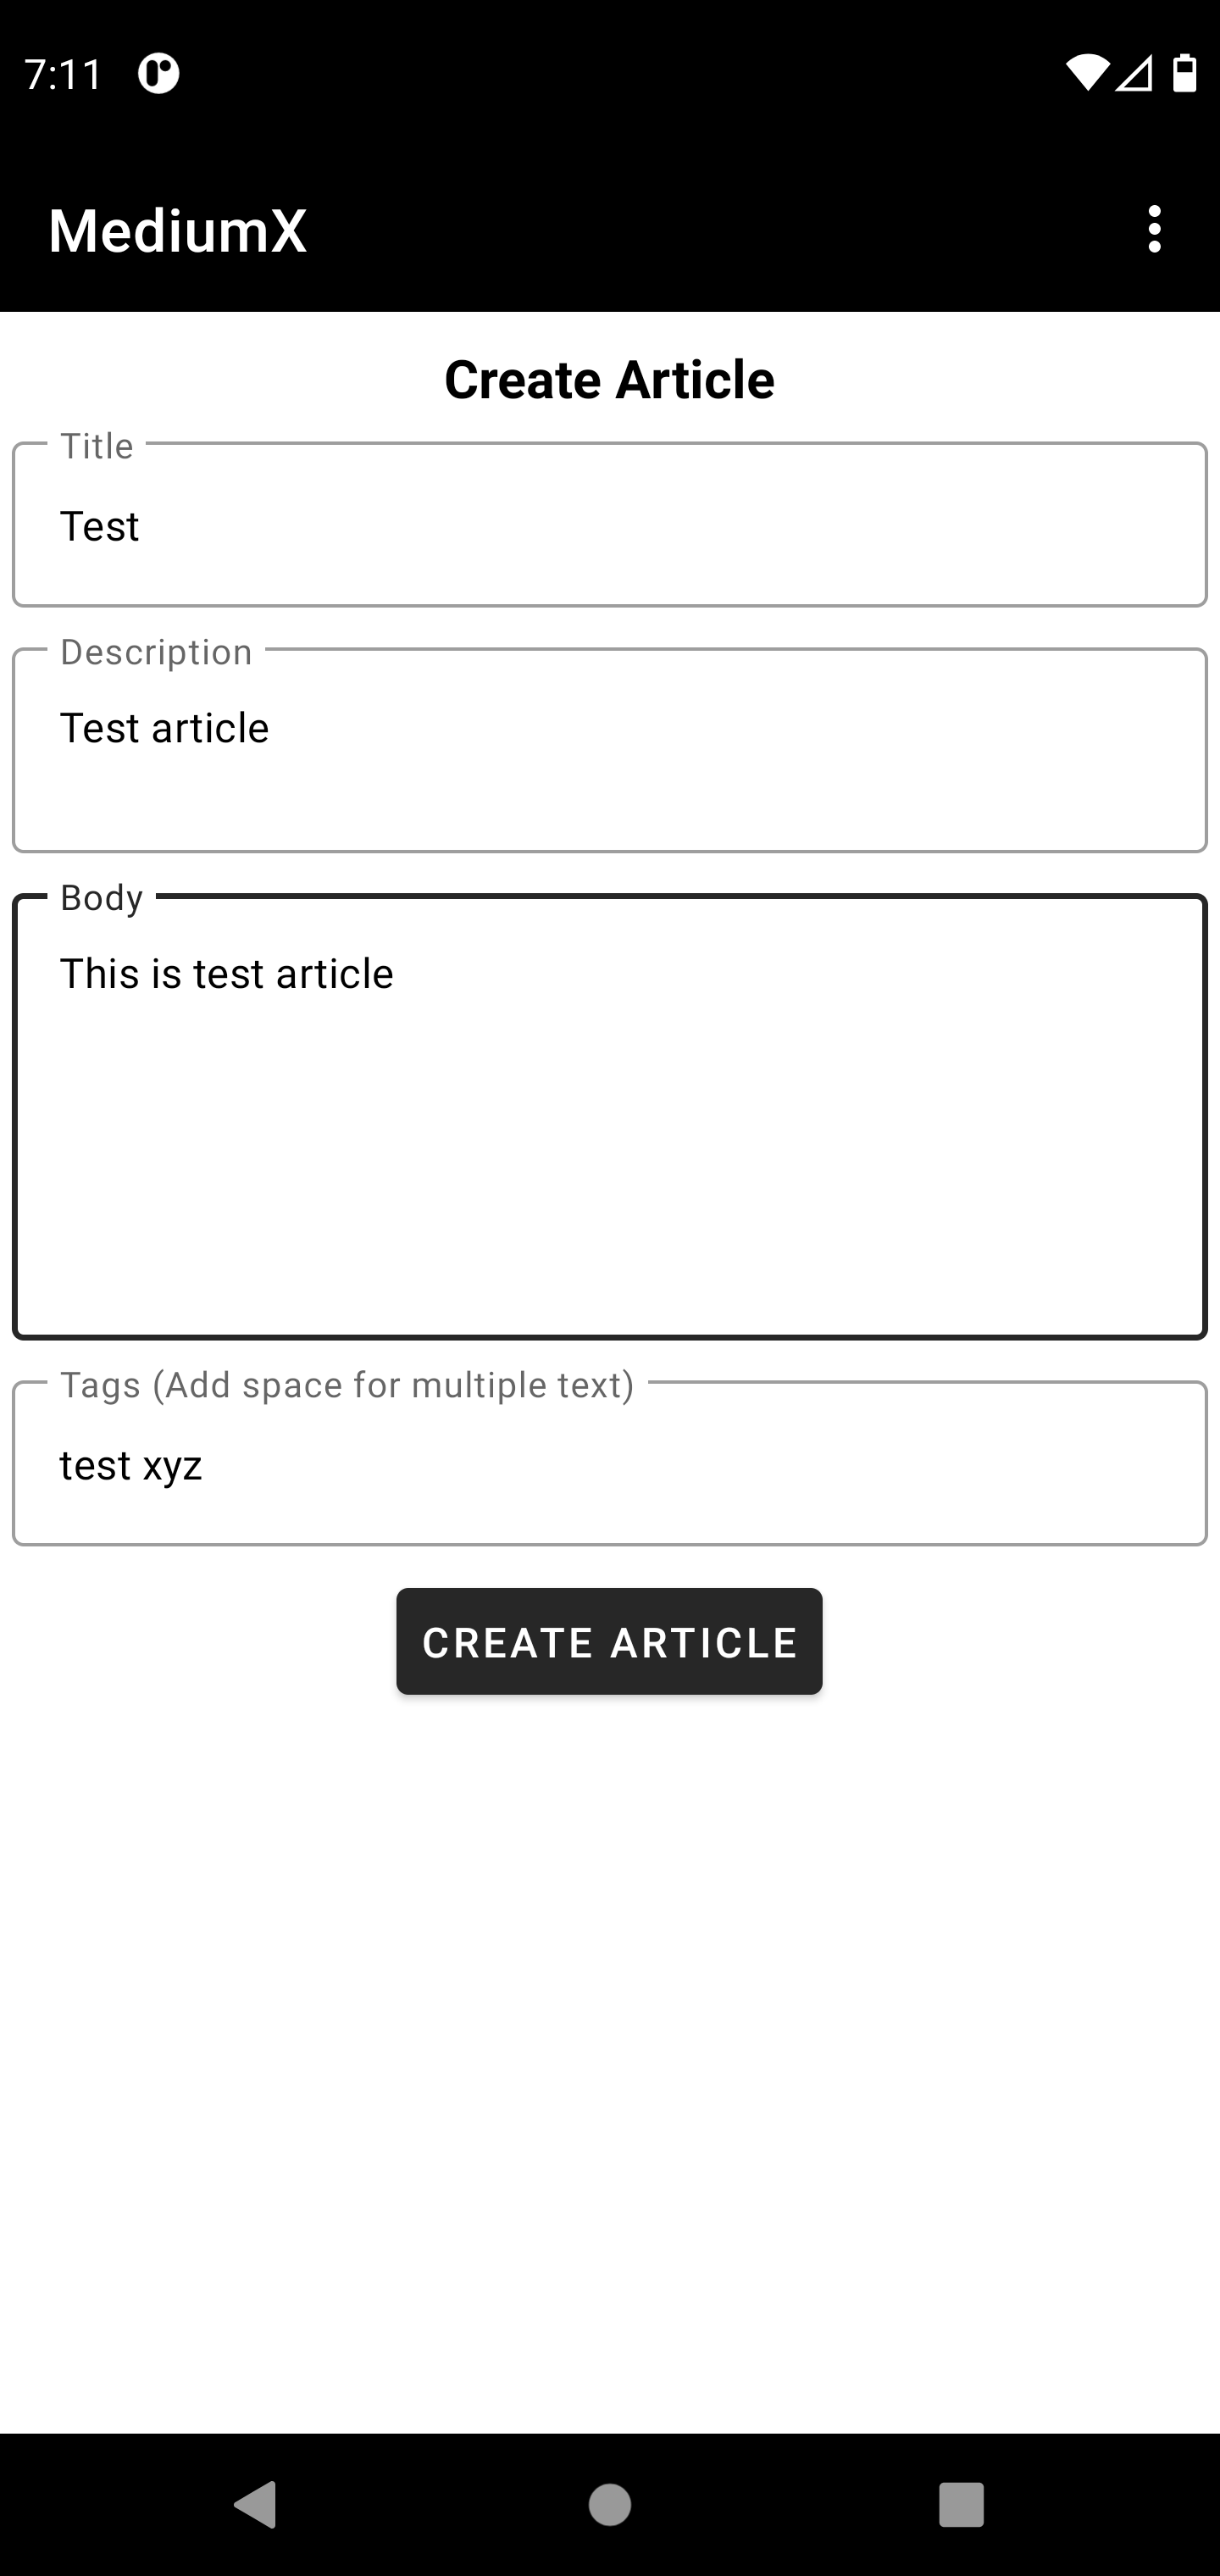 7:11
MediumX
Create Article
Title
Test
Description
Test article
Body
This is test article
Tags (Add space for multiple text)
test xyz
CREATE ARTICLE